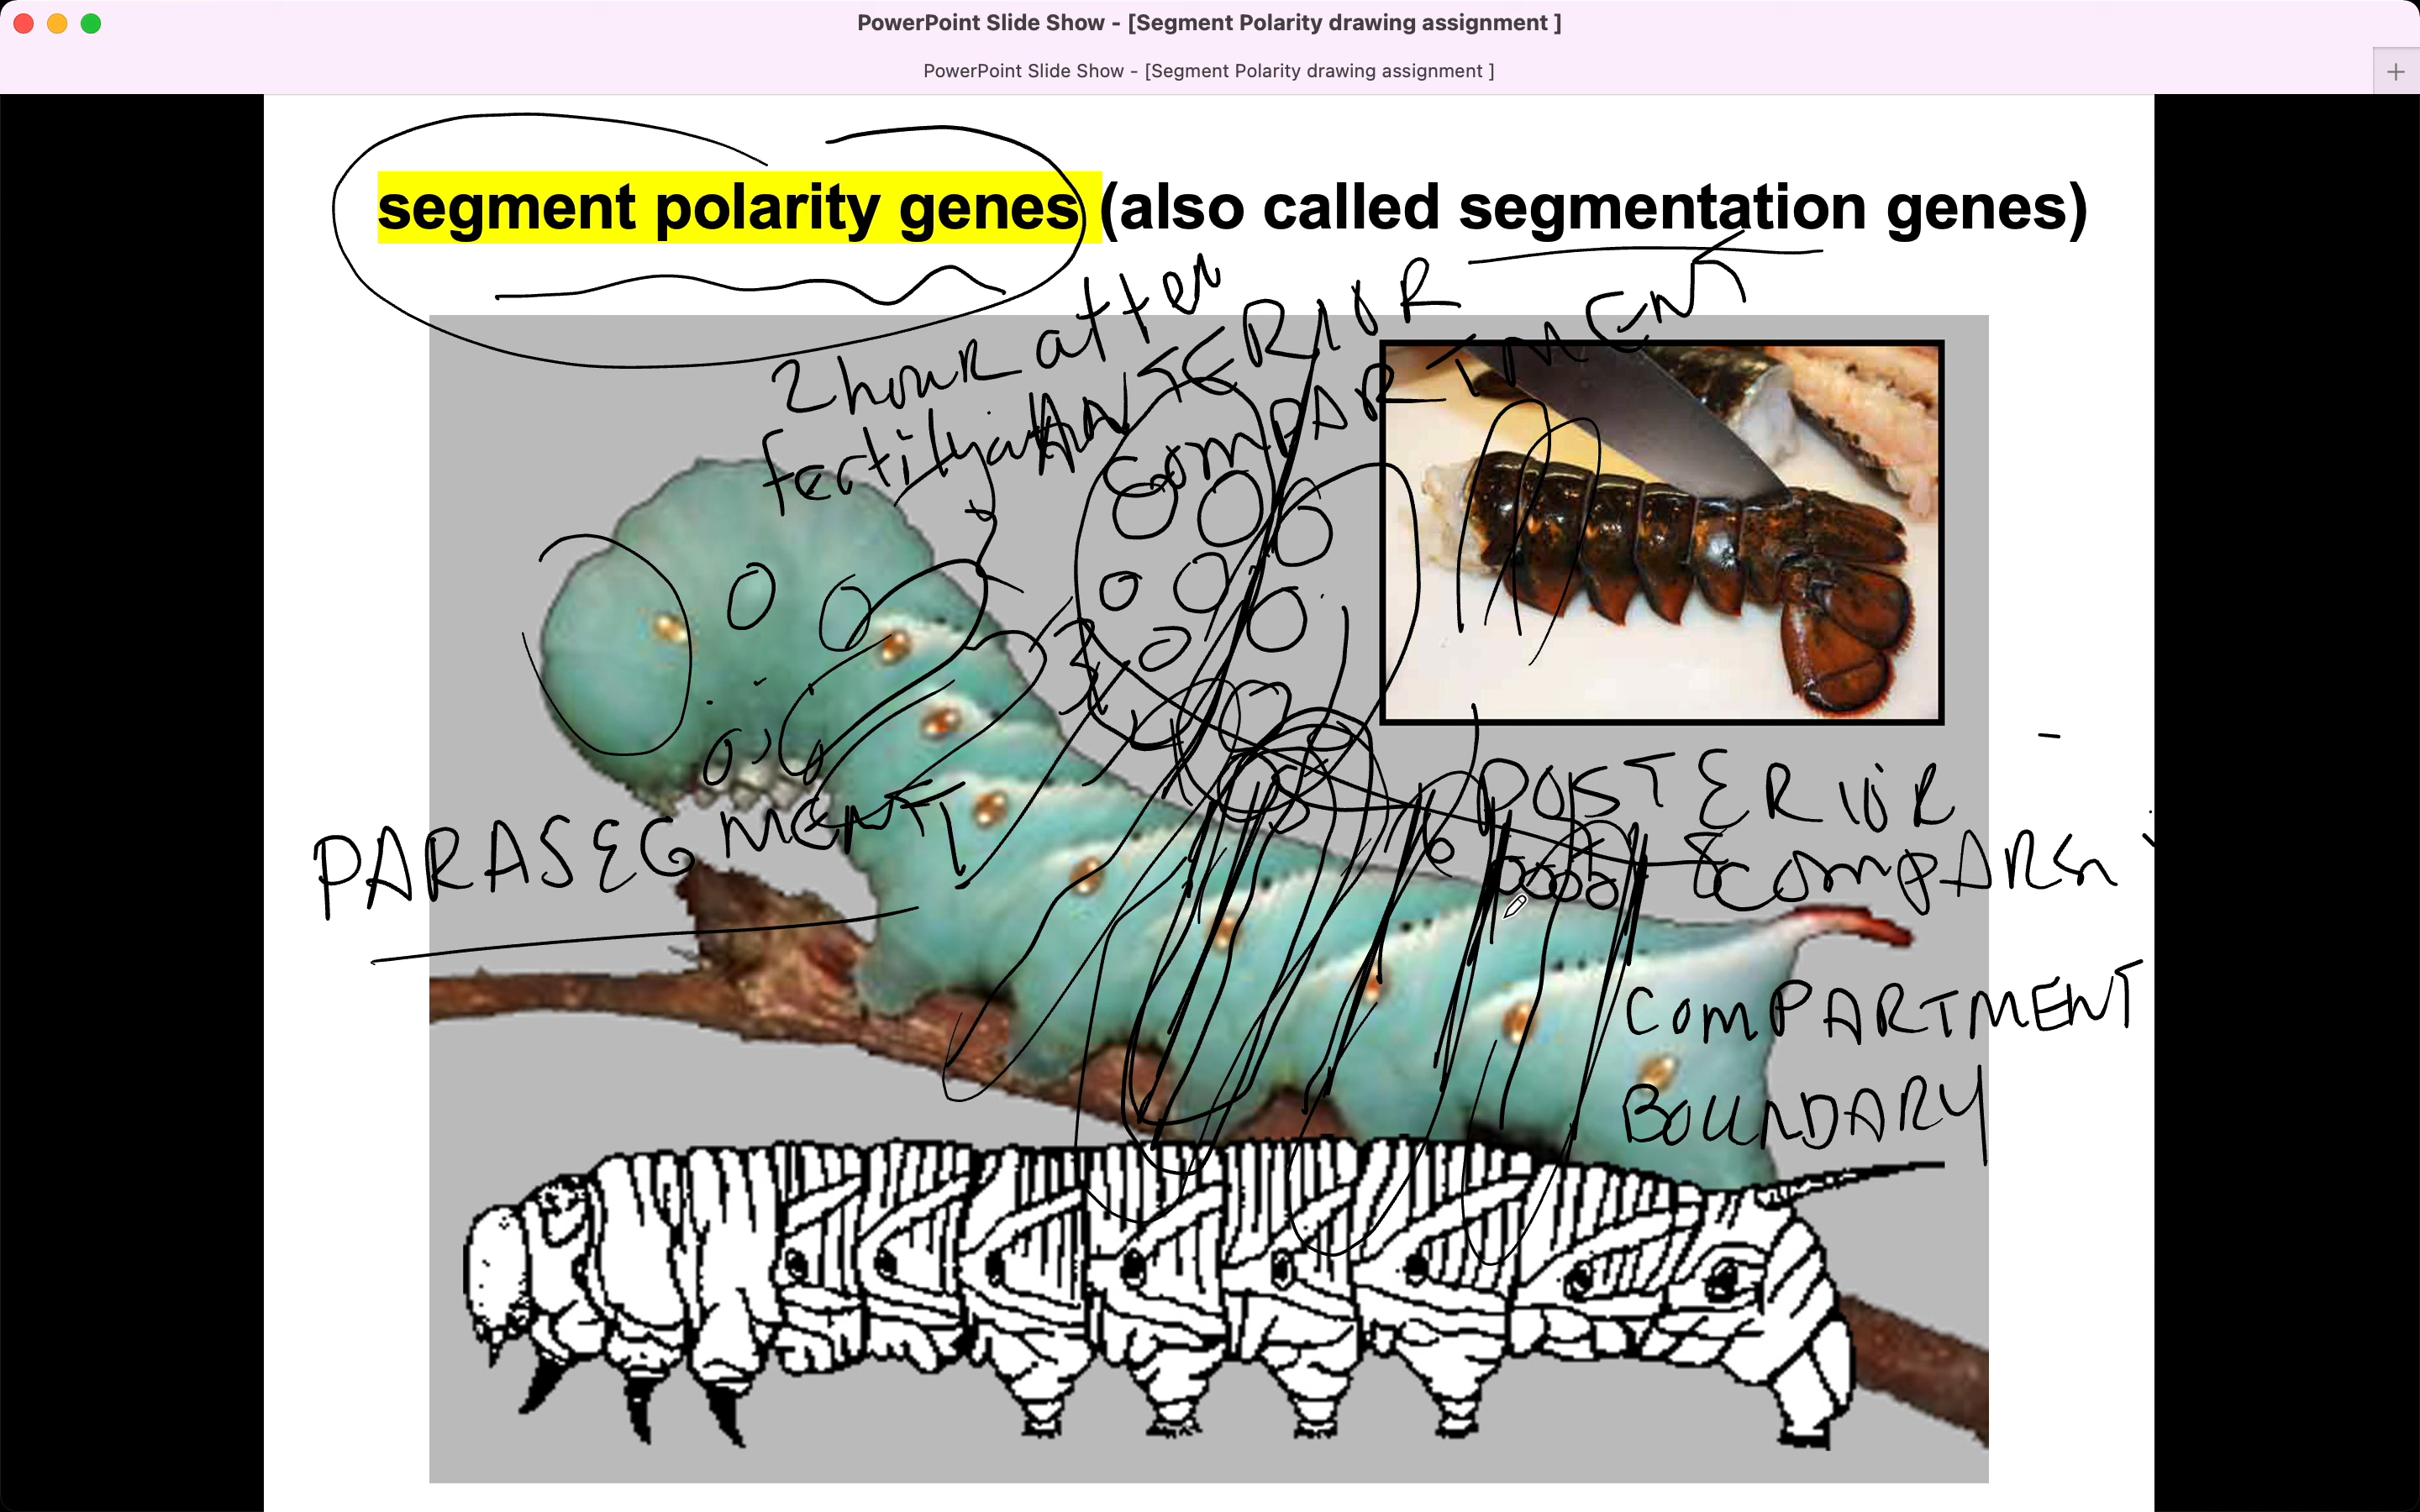 PowerPoint Slide Show - [Segment Polarity drawing assignment ]
PowerPoint Slide Show - [Segment Polarity drawing assignment ]
segment polarity genes (also called segmentation genes)
2 hour after
ANTERIOR
COMPARTMENT
PARASEGMENT
POSTERIOR
COMPARTMENT
BOUNDARY